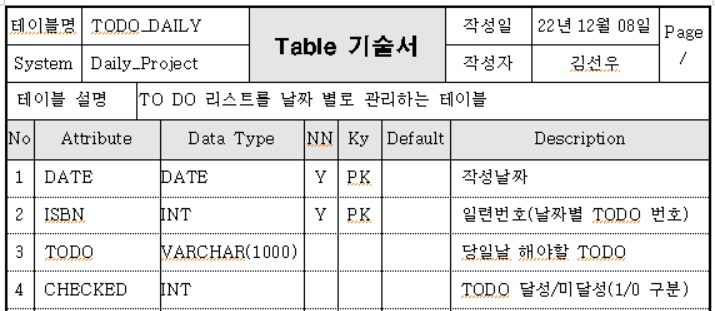 테이블명 TODO_DAILY Table 기술서 작성일 22년 12월 08일 Page
System Daily_Project 작성자 김선우 /
테이블 설명 TO DO 리스트를 날짜 별로 관리하는 테이블
No Attribute Data Type NN Ky Default Description
1 DATE DATE Y PK 작성날짜
2 ISBN INT Y PK 일련번호(날짜별 TODO 번호)
3 TODO VARCHAR(1000) 당일날 해야할 TODO
4 CHECKED INT TODO 달성/미달성(1/0 구분)